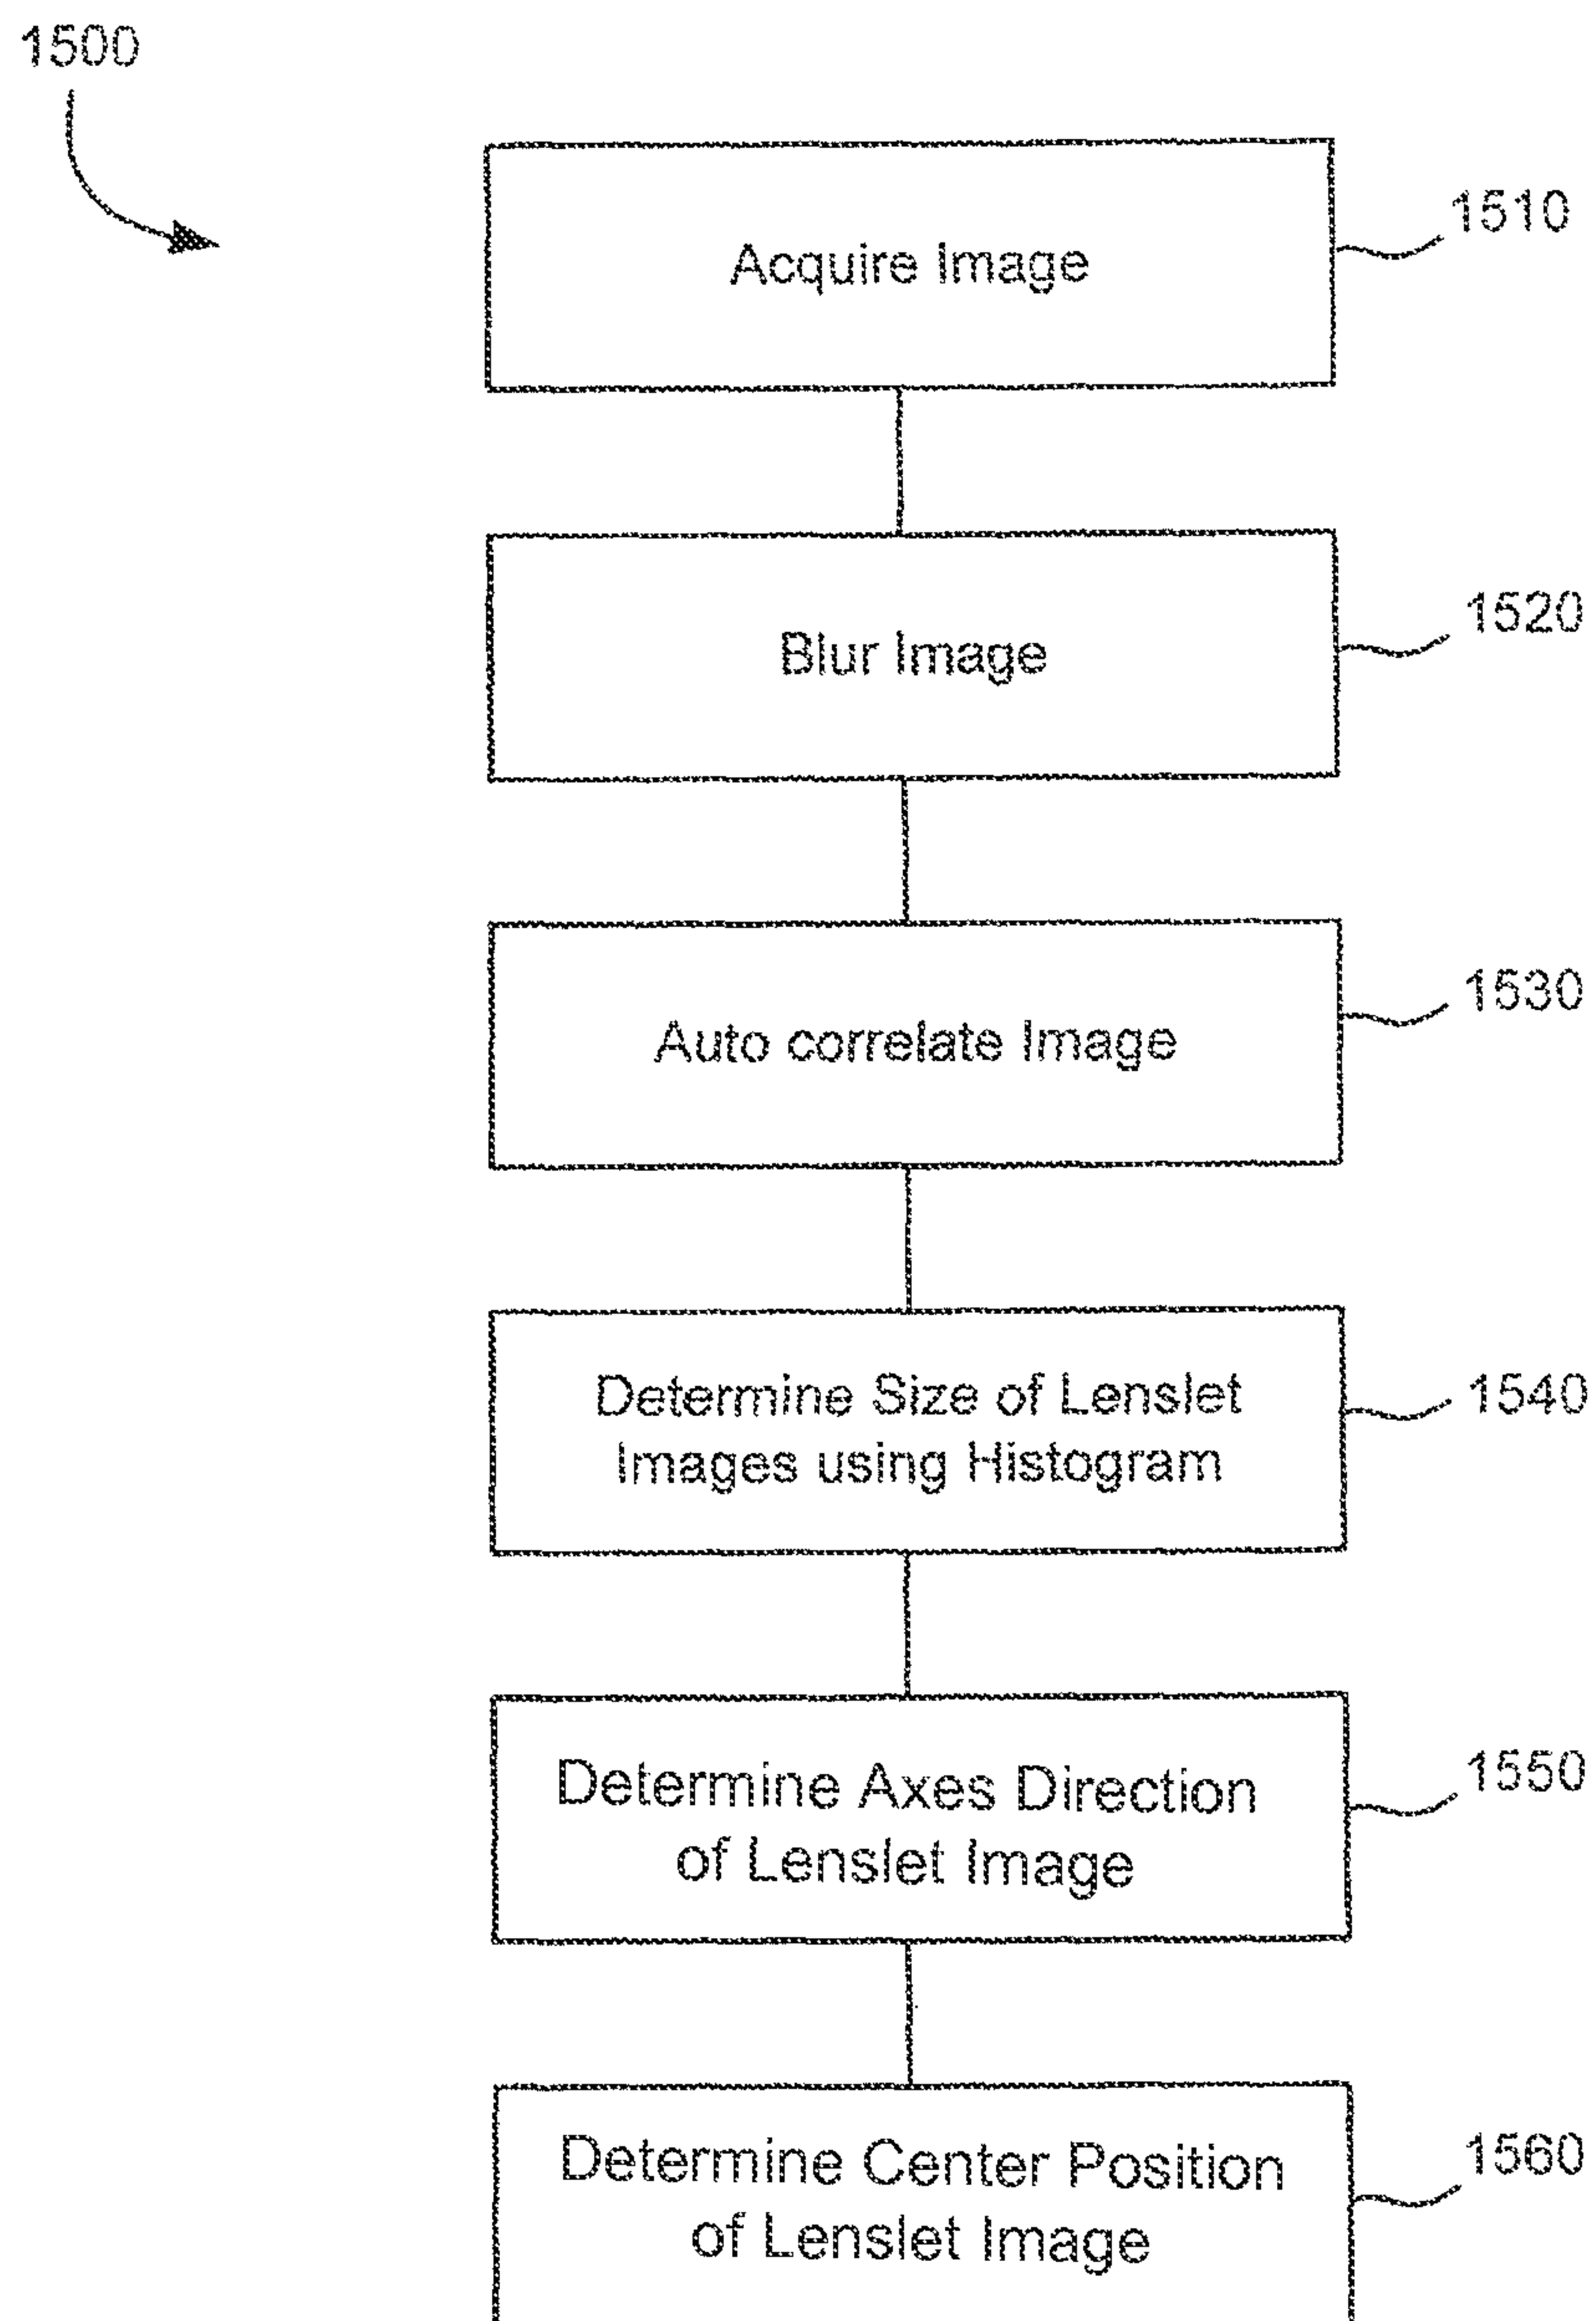 1500
Acquire Image
1510
Blur Image
1520
Auto correlate Image
1530
Determine Size of Lenslet
Images using Histogram
1540
Determine Axes Direction
of Lenslet Image
1550
Determine Center Position
of Lenslet Image
1560